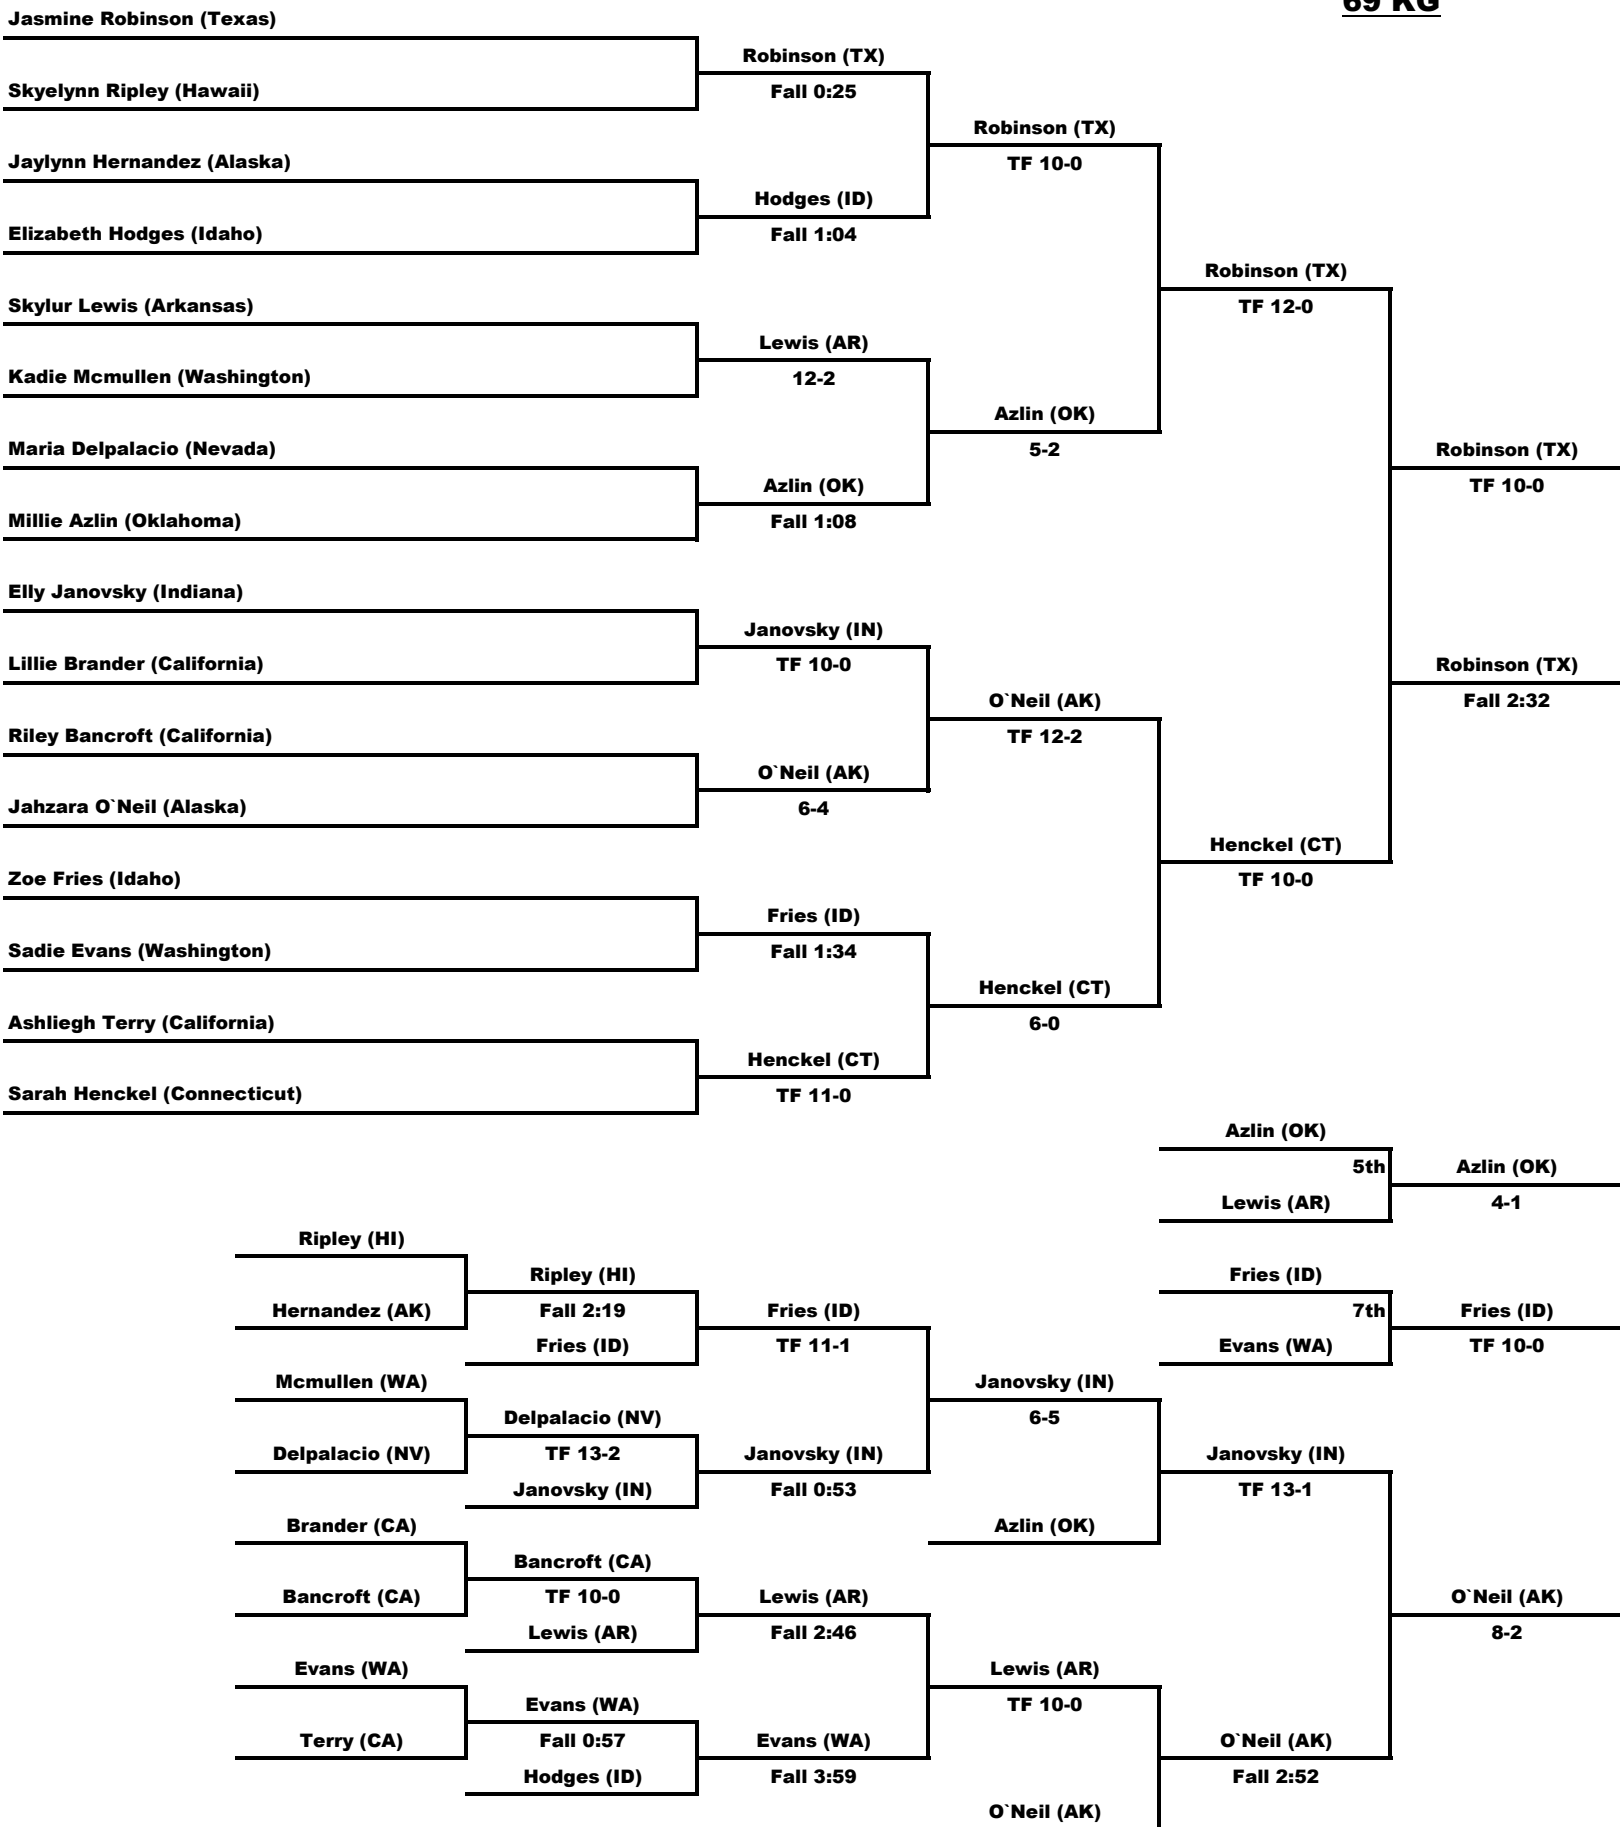 69 KG
Jasmine Robinson (Texas)
Robinson (TX)
Skyelynn Ripley (Hawaii)
Fall 0:25
Robinson (TX)
Jaylynn Hernandez (Alaska)
TF 10-0
Hodges (ID)
Elizabeth Hodges (Idaho)
Fall 1:04
Robinson (TX)
Skylur Lewis (Arkansas)
TF 12-0
Lewis (AR)
Kadie Mcmullen (Washington)
12-2
Azlin (OK)
Maria Delpalacio (Nevada)
5-2
Robinson (TX)
Azlin (OK)
TF 10-0
Millie Azlin (Oklahoma)
Fall 1:08
Elly Janovsky (Indiana)
Janovsky (IN)
Lillie Brander (California)
TF 10-0
Robinson (TX)
O`Neil (AK)
Fall 2:32
Riley Bancroft (California)
TF 12-2
O`Neil (AK)
Jahzara O`Neil (Alaska)
6-4
Henckel (CT)
Zoe Fries (Idaho)
TF 10-0
Fries (ID)
Sadie Evans (Washington)
Fall 1:34
Henckel (CT)
Ashliegh Terry (California)
6-0
Henckel (CT)
Sarah Henckel (Connecticut)
TF 11-0
Azlin (OK)
5th
Azlin (OK)
Lewis (AR)
4-1
Ripley (HI)
Ripley (HI)
Fries (ID)
Hernandez (AK)
Fall 2:19
Fries (ID)
7th
Fries (ID)
Fries (ID)
TF 11-1
Evans (WA)
TF 10-0
Mcmullen (WA)
Janovsky (IN)
Delpalacio (NV)
6-5
Delpalacio (NV)
TF 13-2
Janovsky (IN)
Janovsky (IN)
Janovsky (IN)
Fall 0:53
TF 13-1
Brander (CA)
Azlin (OK)
Bancroft (CA)
Bancroft (CA)
TF 10-0
Lewis (AR)
O`Neil (AK)
Lewis (AR)
Fall 2:46
8-2
Evans (WA)
Lewis (AR)
Evans (WA)
TF 10-0
Terry (CA)
Fall 0:57
Evans (WA)
O`Neil (AK)
Hodges (ID)
Fall 3:59
Fall 2:52
O`Neil (AK)